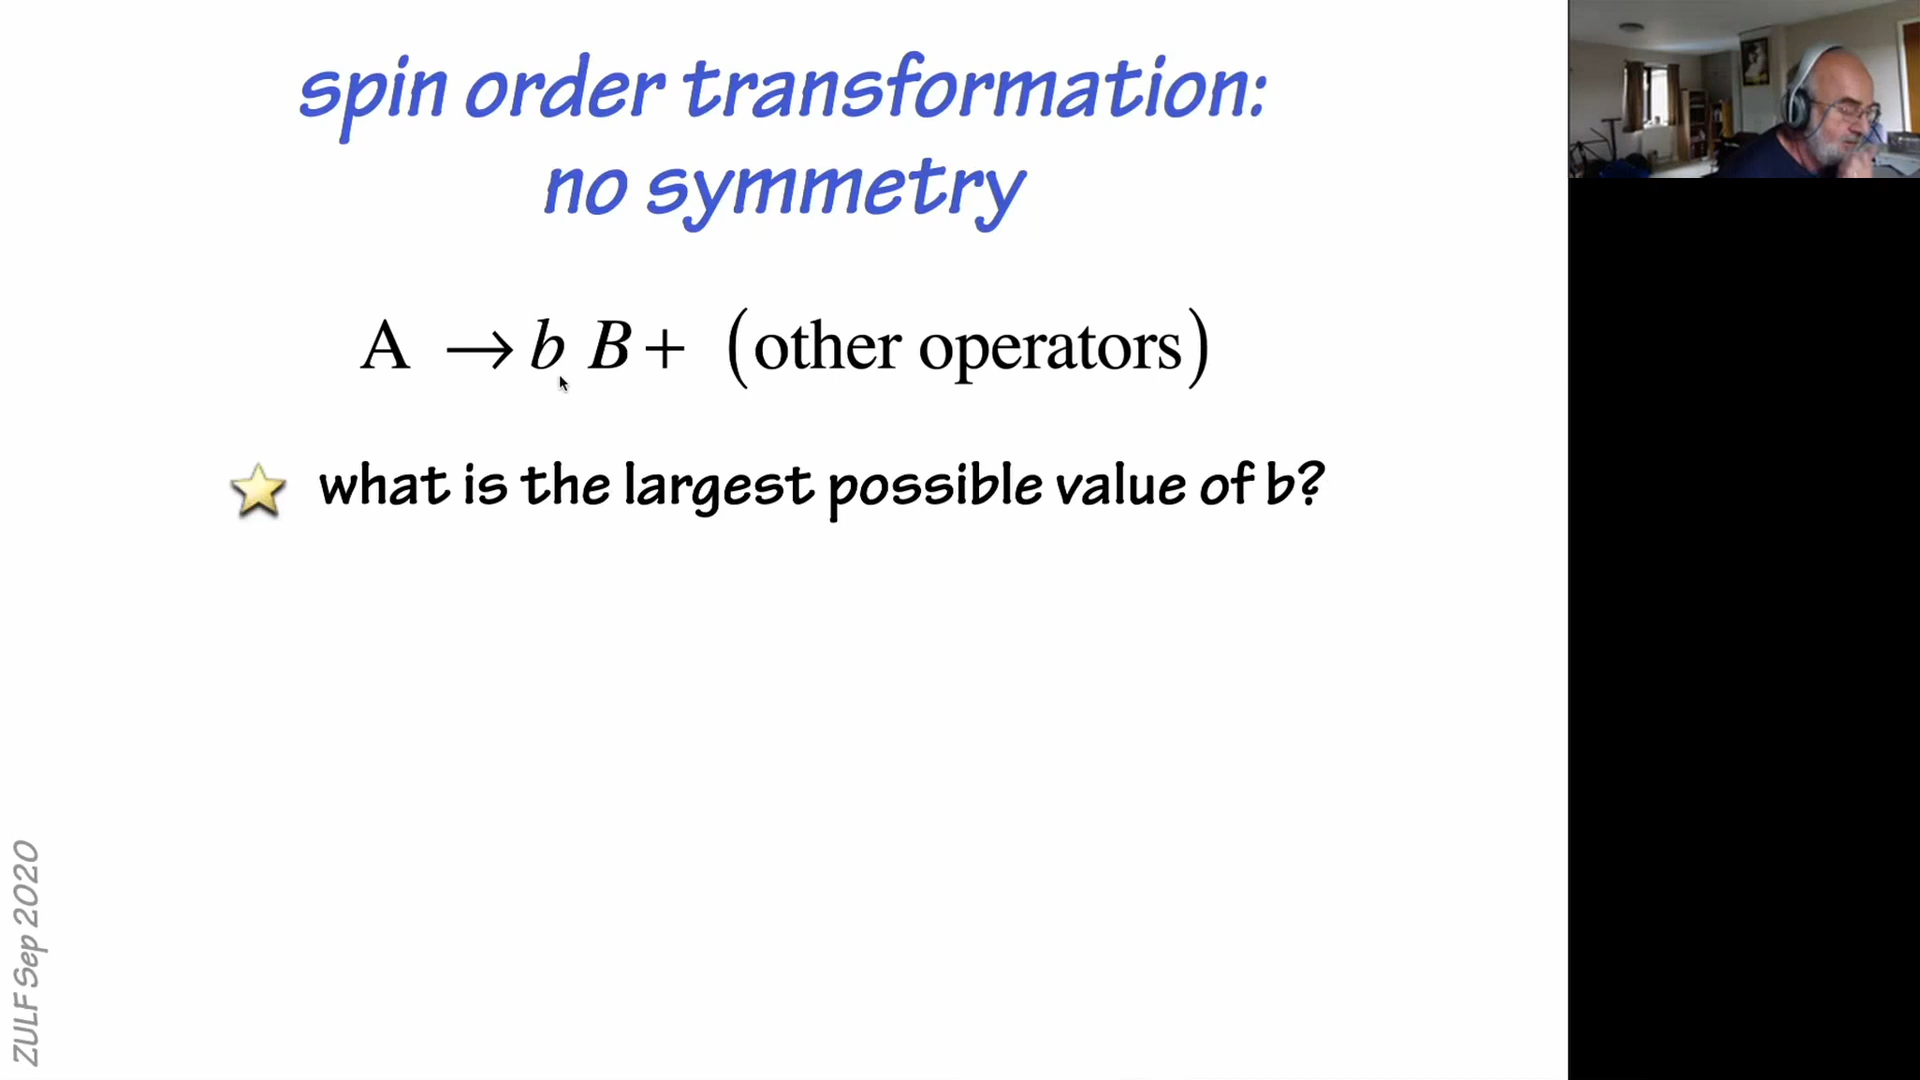 spin order transformation:
no symmetry
A → b B + (other operators)
what is the largest possible value of b?
ZULF Sep 2020